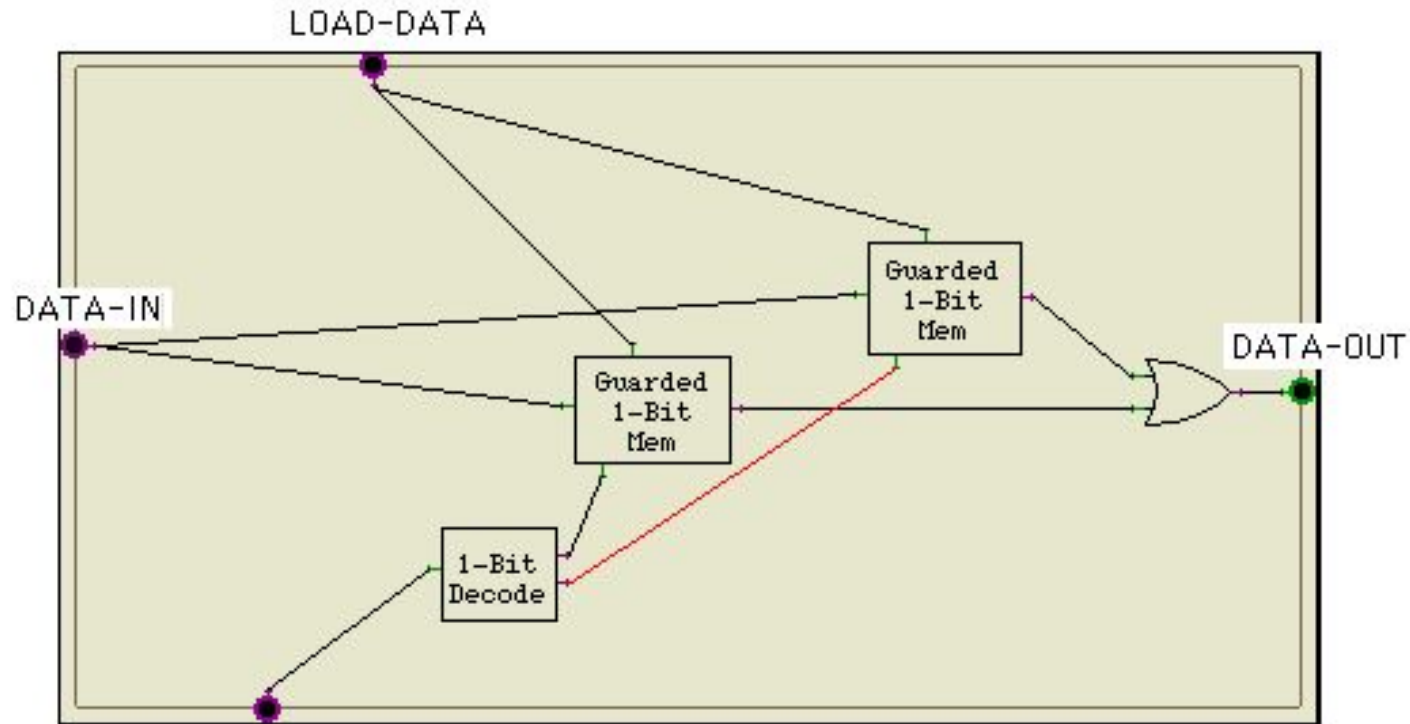 LOAD-DATA
Guarded
1-Bit
Mem
DATA-IN
DATA-OUT
Guarded
1-Bit
Mem
1-Bit
Decode